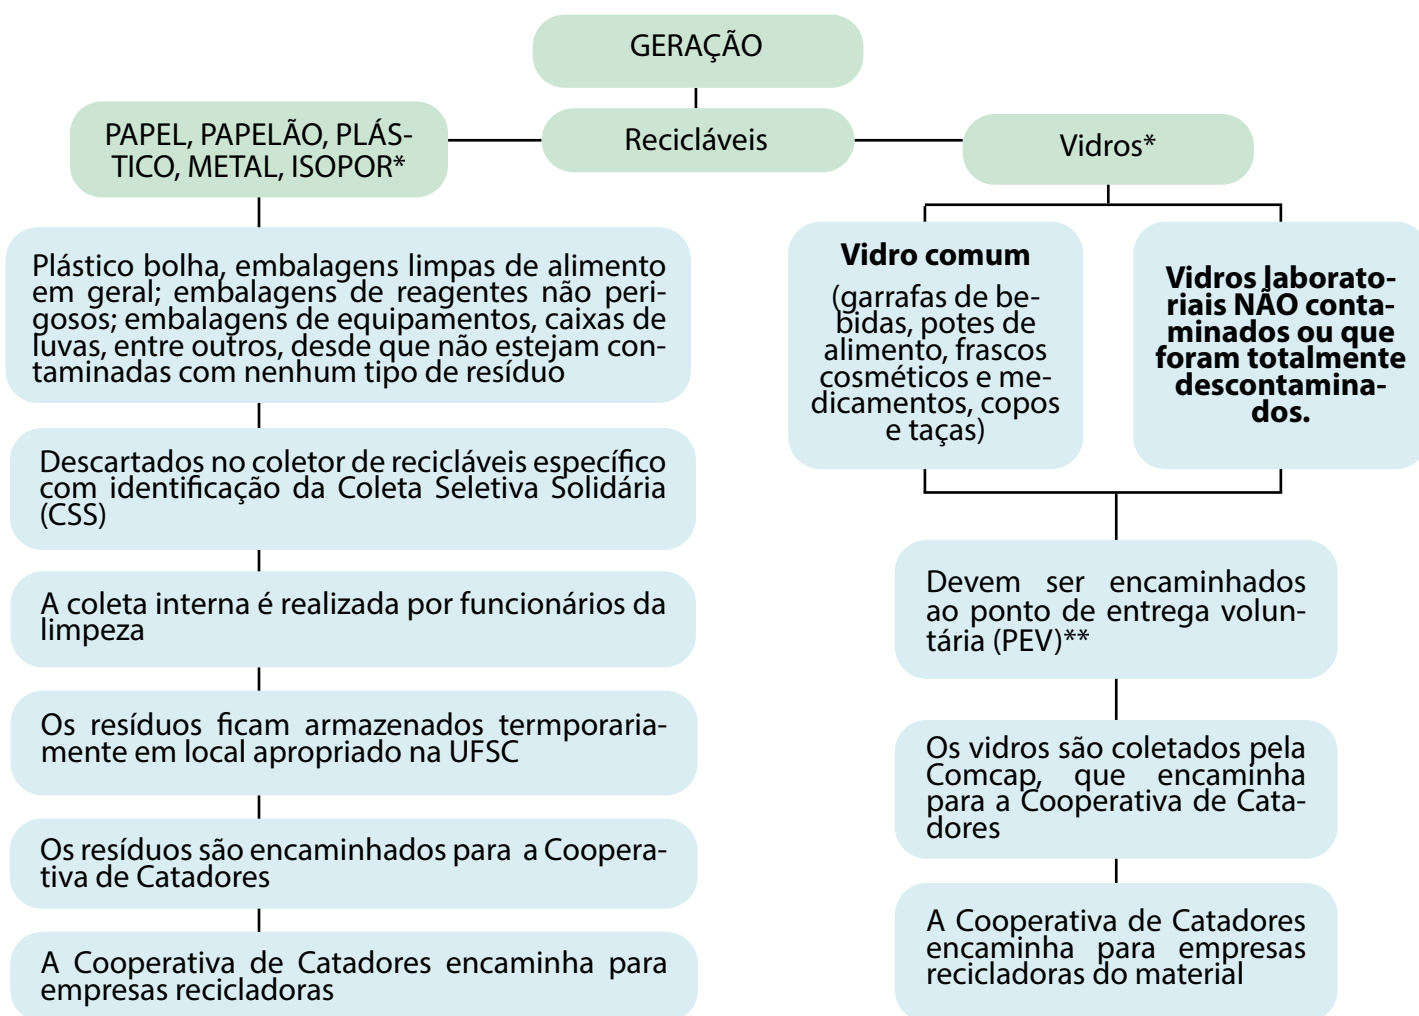 GERAÇÃO
Recicláveis
PAPEL, PAPELÃO, PLÁS-
TICO, METAL, ISOPOR*
Plástico bolha, embalagens limpas de alimento
em geral; embalagens de reagentes não peri-
gosos; embalagens de equipamentos, caixas de
luvas, entre outros, desde que não estejam con-
taminadas com nenhum tipo de resíduo
Descartados no coletor de recicláveis específico
com identificação da Coleta Seletiva Solidária
(CSS)
A coleta interna é realizada por funcionários da
limpeza
Os resíduos ficam armazenados termporaria-
mente em local apropriado na UFSC
Os resíduos são encaminhados para a Coopera-
tiva de Catadores
A Cooperativa de Catadores encaminha para
empresas recicladoras
Vidros*
Vidro comum
(garrafas de be-
bidas, potes de
alimento, frascos
cosméticos e me-
dicamentos, copos
e taças)
Vidros laborato-
riais NÃO conta-
minados ou que
foram totalmente
descontamina-
dos.
Devem ser encaminhados
ao ponto de entrega volun-
tária (PEV)**
Os vidros são coletados pela
Comcap, que encaminha
para a Cooperativa de Cata-
dores
A Cooperativa de Catadores
encaminha para empresas
recicladoras do material